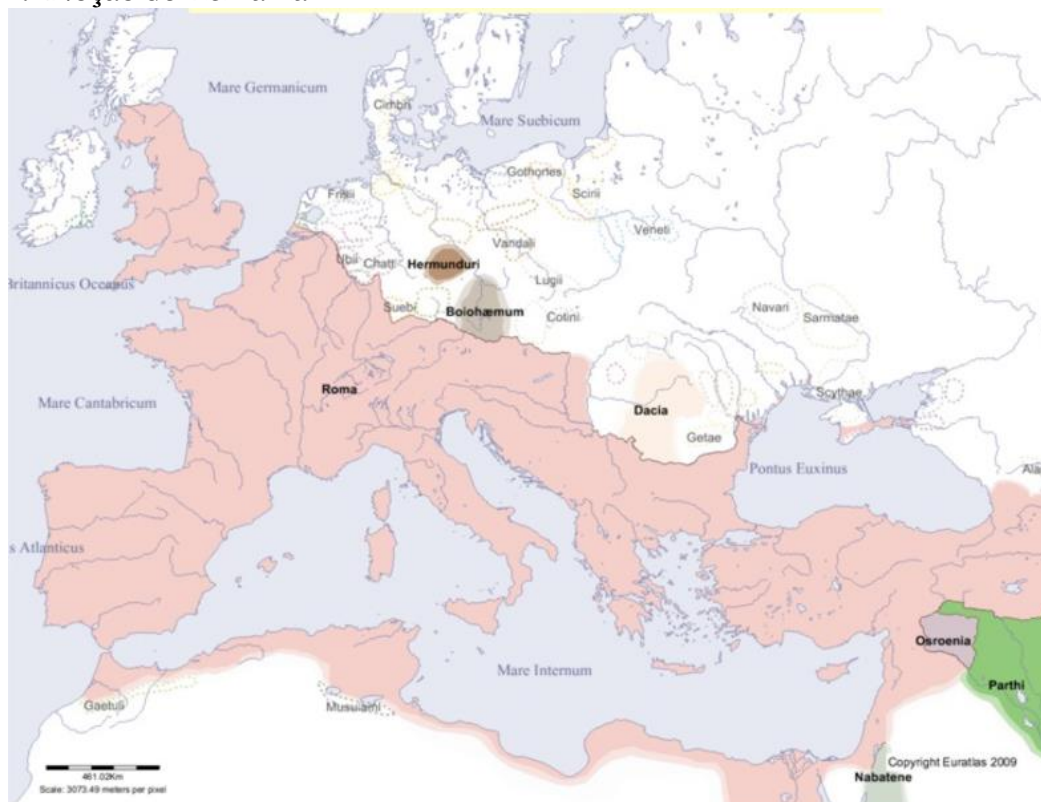 Mare Germanicum
Cimbri
Mare Suebicum
Gothones
Scirii
Frisii
Vandali
Veneti
Ubii
Chatti
Hermunduri
Lugii
Britannicus Oceanus
Suebi
Boiohæmum
Cotini
Navari
Sarmatae
Roma
Scythae
Mare Cantabricum
Dacia
Getae
Pontus Euxinus
Ala
s Atlanticus
Osroenia
Mare Internum
Parthi
Gaetuli
Musulami
461.02Km
Scale: 3073.49 meters per pixel
Copyright Euratlas 2009
Nabatene